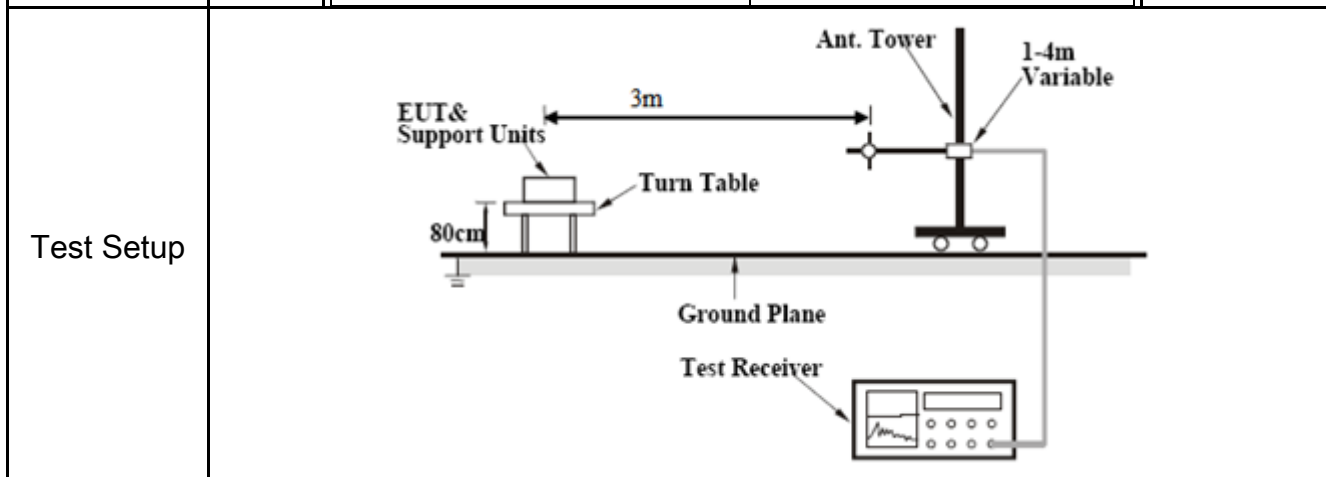 Test Setup
Ant. Tower
1-4m
Variable
3m
EUT&
Support Units
Turn Table
80cm
Ground Plane
Test Receiver